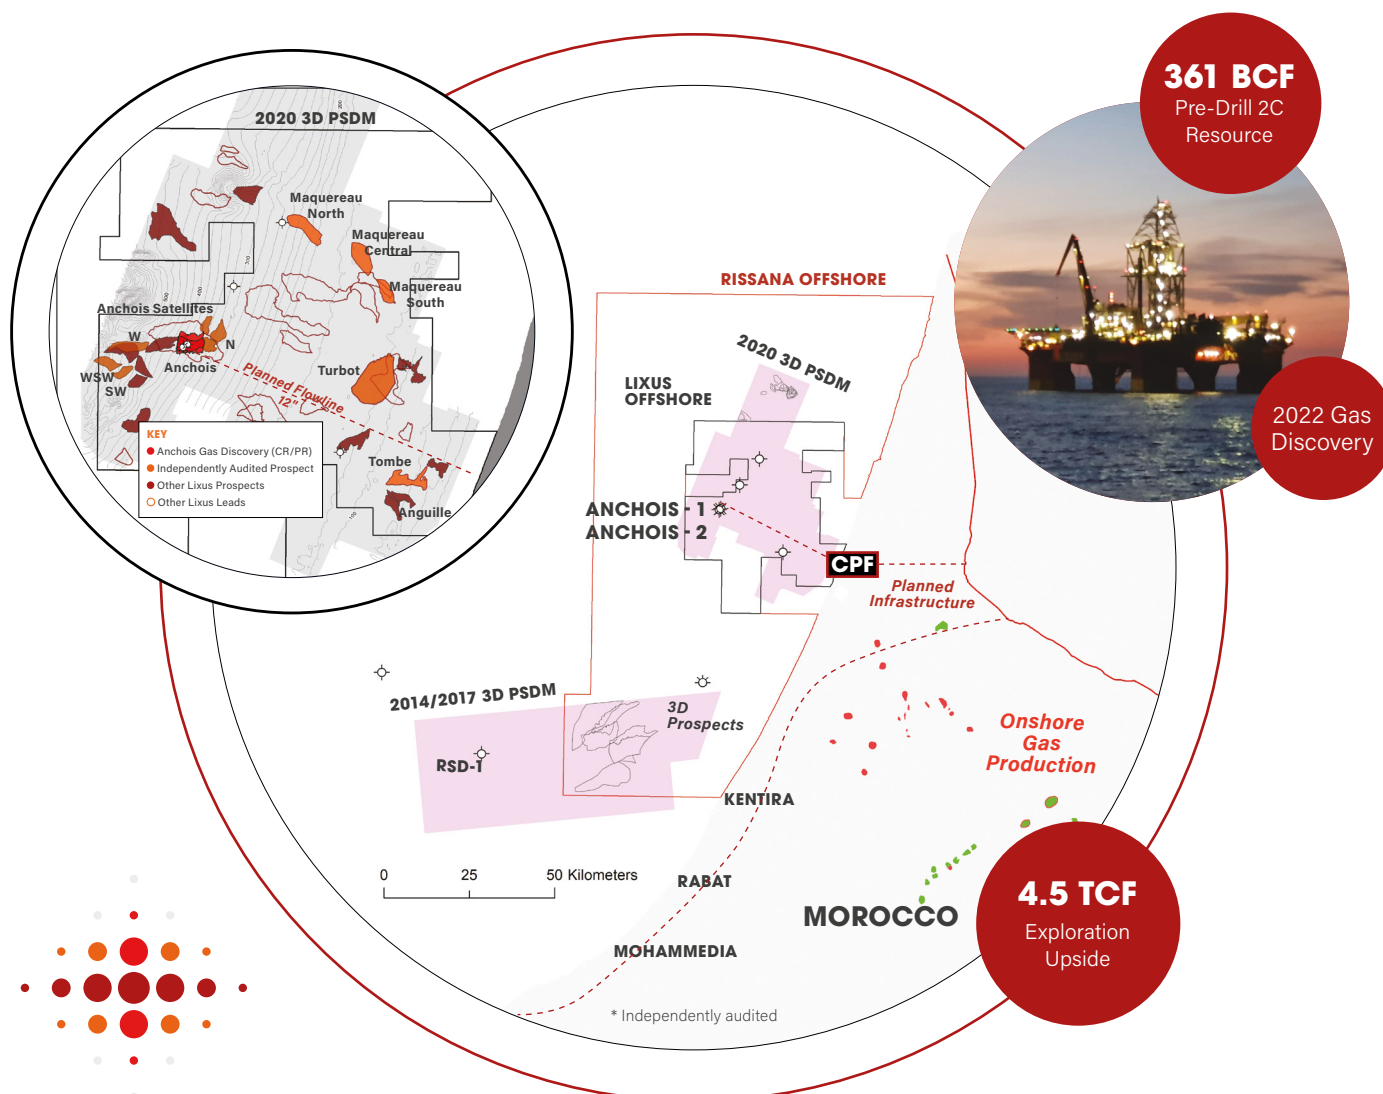 361 BCF
Pre-Drill 2C
Resource
2020 3D PSDM
Maquereau
North
Maquereau
Central
Maquereau
South
Anchois Satellites
W
N
Anchois
WSW
SW
Planned Flowline
12"
Turbot
Tombe
Anguille
KEY
Anchois Gas Discovery (CR/PR)
Independently Audited Prospect
Other Lixus Prospects
Other Lixus Leads
RISSANA OFFSHORE
2020 3D PSDM
LIXUS
OFFSHORE
2022 Gas
Discovery
ANCHOIS - 1
ANCHOIS - 2
CPF
Planned
Infrastructure
2014/2017 3D PSDM
3D
Prospects
RSD-1
Onshore
Gas
Production
KENTIRA
0 25 50 Kilometers
RABAT
MOROCCO
MOHAMMEDIA
4.5 TCF
Exploration
Upside
* Independently audited